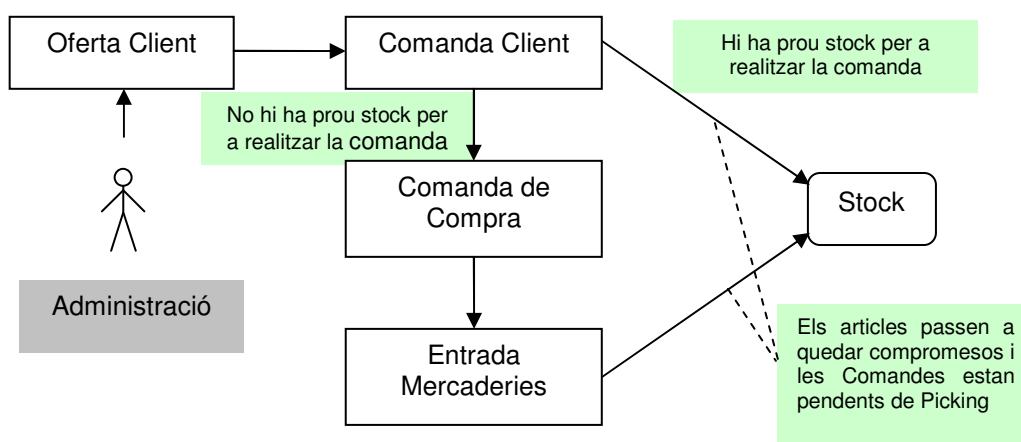 Oferta Client
Comanda Client
Hi ha prou stock per a
realitzar la comanda
No hi ha prou stock per
a realitzar la comanda
Comanda de
Compra
Stock
Administració
Entrada
Mercaderies
Els articles passen a
quedar compromesos i
les Comandes estan
pendents de Picking